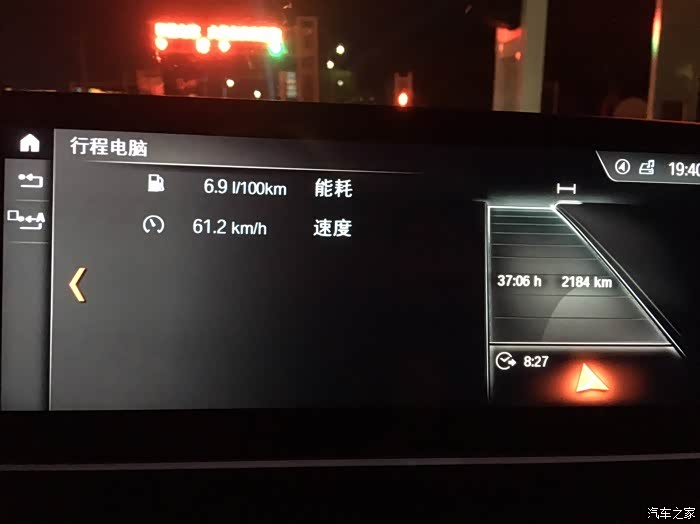 行程电脑
19:40
6.9 l/100km 能耗
61.2 km/h 速度
37:06 h 2184 km
8:27
汽车之家